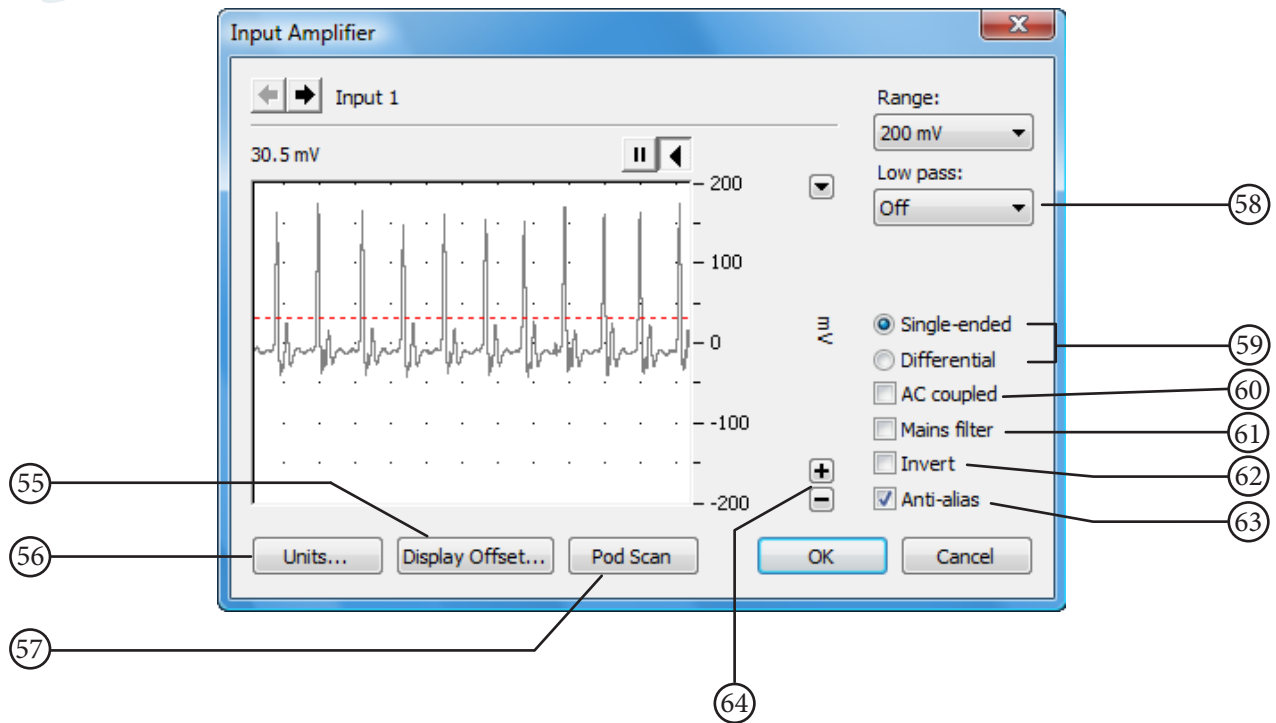 Input Amplifier
Input 1
Range:
200 mV
30.5 mV
Low pass:
Off
58
200
100
0
-100
-200
mV
Single-ended
Differential
59
AC coupled
60
Mains filter
61
Invert
62
Anti-alias
63
55
56
Units...
Display Offset...
Pod Scan
OK
Cancel
57
64